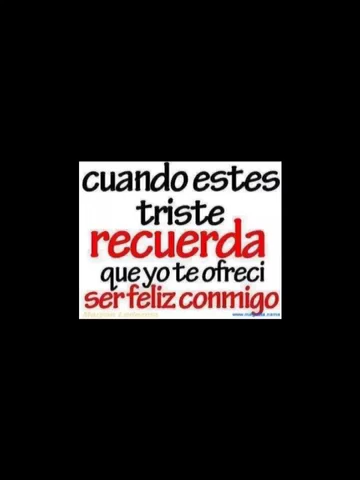 cuando estes
triste
recuerda
que yo te ofreci
ser feliz conmigo